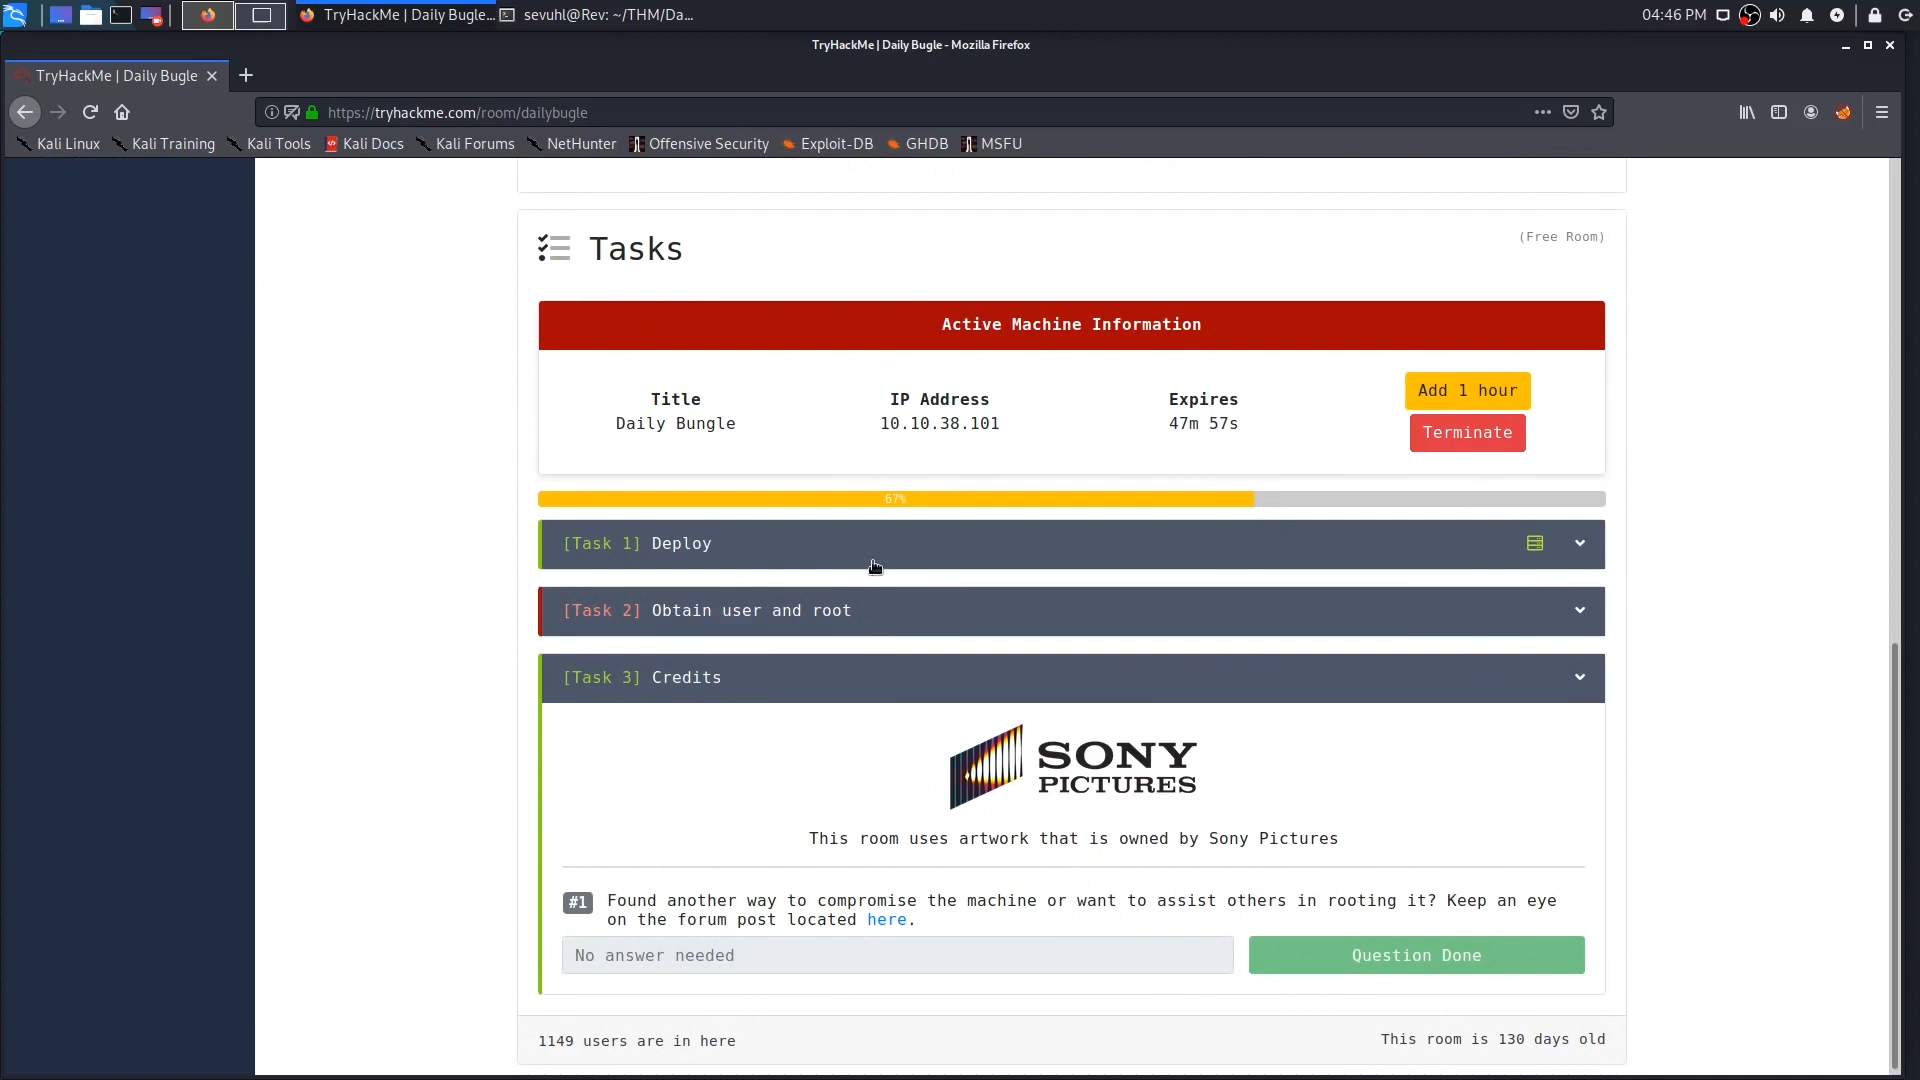 TryHackMe | Daily Bugle...
sevuhl@Rev: ~/THM/Da...
04:46 PM
TryHackMe | Daily Bugle - Mozilla Firefox
TryHackMe | Daily Bugle
https://tryhackme.com/room/dailybugle
Kali Linux
Kali Training
Kali Tools
Kali Docs
Kali Forums
NetHunter
Offensive Security
Exploit-DB
GHDB
MSFU
Tasks
(Free Room)
Active Machine Information
Title
IP Address
Expires
Daily Bungle
10.10.38.101
47m 57s
Add 1 hour
Terminate
67%
[Task 1] Deploy
[Task 2] Obtain user and root
[Task 3] Credits
SONY
PICTURES
This room uses artwork that is owned by Sony Pictures
#1
Found another way to compromise the machine or want to assist others in rooting it? Keep an eye
on the forum post located here.
No answer needed
Question Done
1149 users are in here
This room is 130 days old